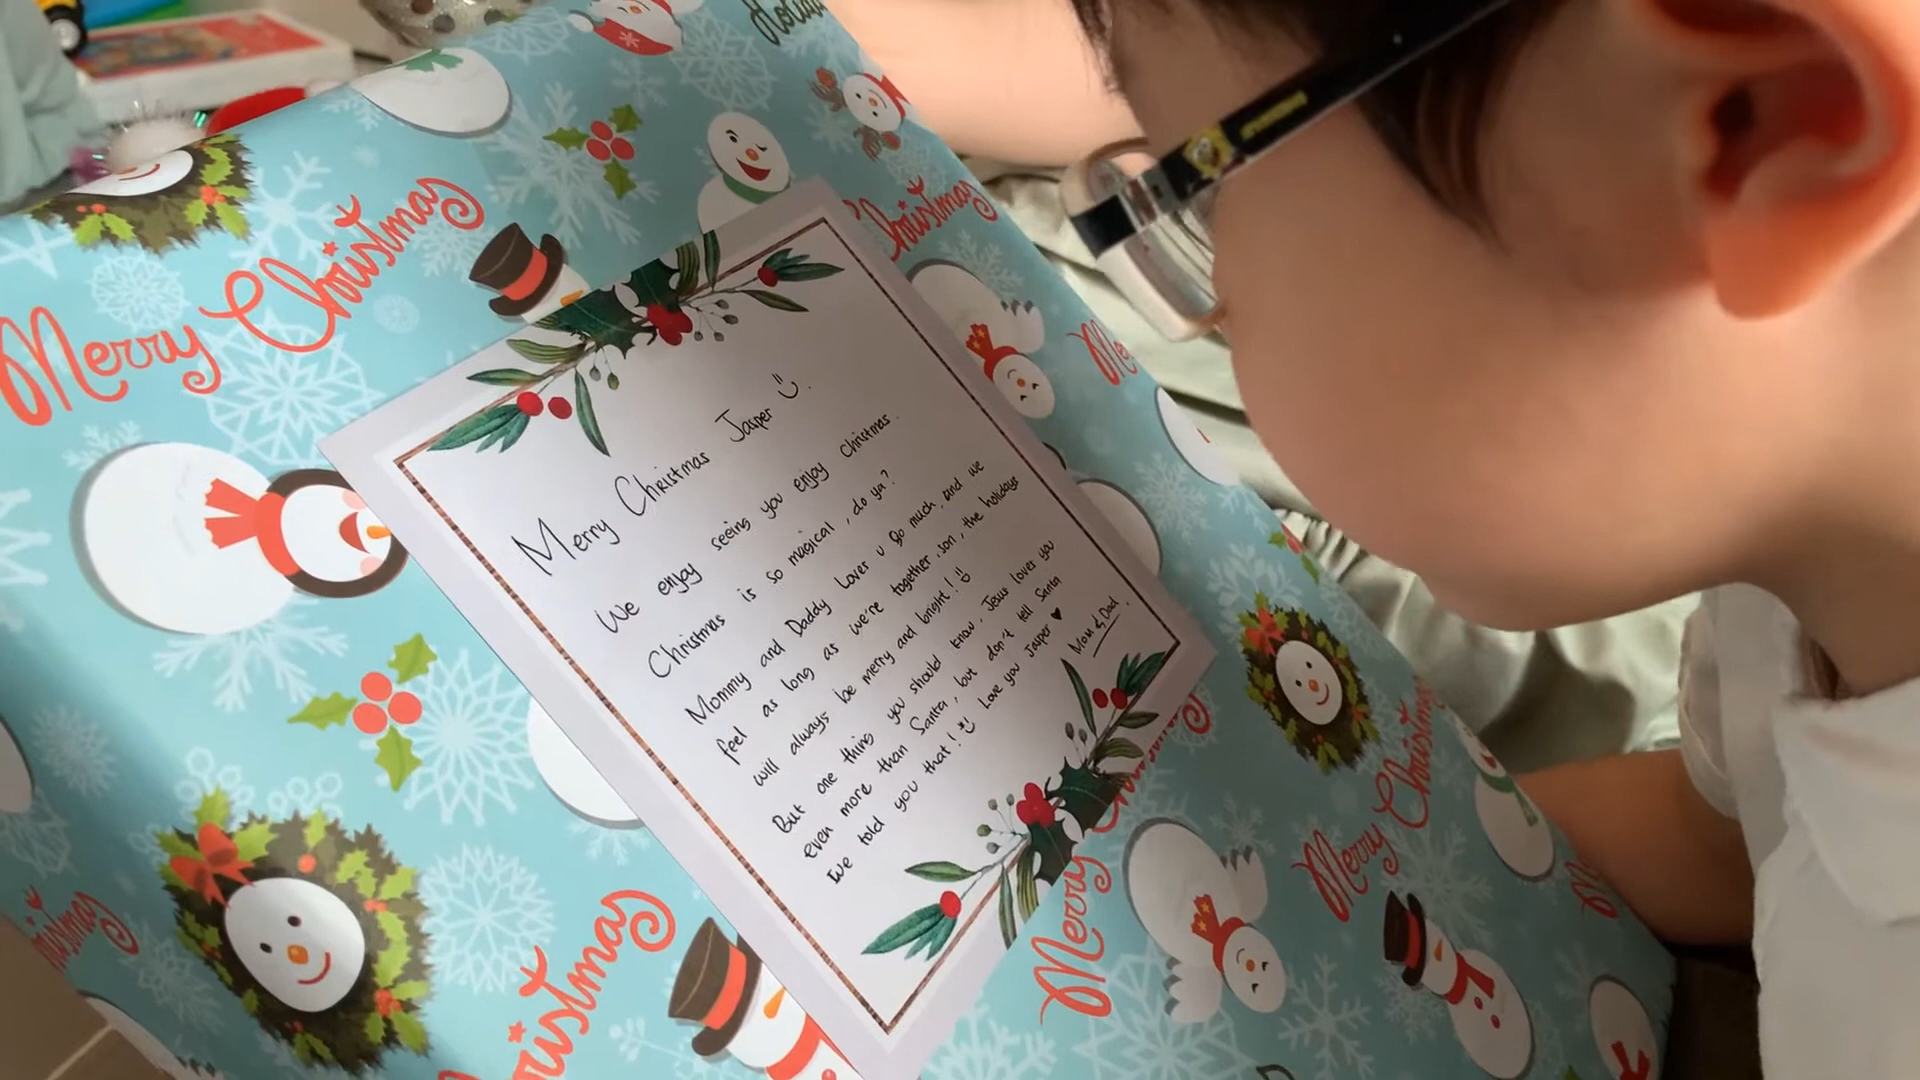 Merry Christmas Jasper
We enjoy seeing you enjoy Christmas.
Christmas is so magical, do ya?
Mommy and Daddy Loves u so much, and we
feel as long as we're together, son, the holidays
will always be merry and bright!!
But one thing you should know, Jesus loves you
even more than Santa, but don't tell Santa
we told you that! Love you Jasper
Mom & Dad.
Merry Christmas
Christmas
Merry Christmas
Merry
Christmas